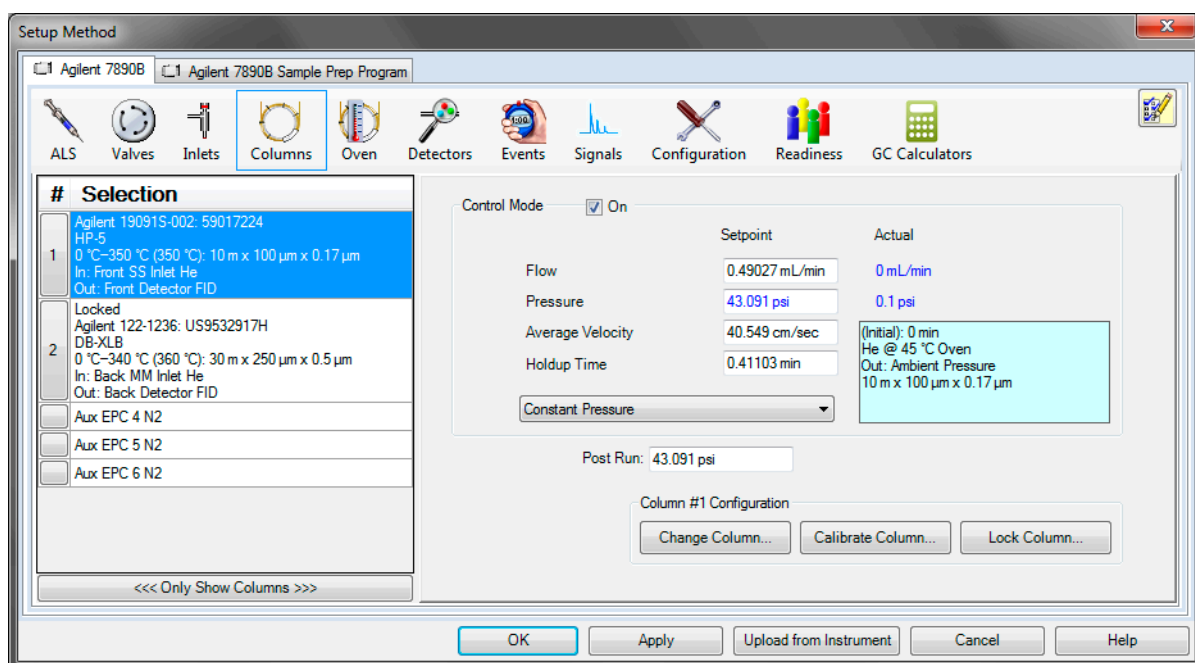 Setup Method
Agilent 7890B
Agilent 7890B Sample Prep Program
ALS
Valves
Inlets
Columns
Oven
Detectors
Events
Signals
Configuration
Readiness
GC Calculators
# Selection
1
Agilent 19091S-002: 59017224
HP-5
0 °C–350 °C (350 °C): 10 m x 100 µm x 0.17 µm
In: Front SS Inlet He
Out: Front Detector FID
2
Locked
Agilent 122-1236: US9532917H
DB-XLB
0 °C–340 °C (360 °C): 30 m x 250 µm x 0.5 µm
In: Back MM Inlet He
Out: Back Detector FID
Aux EPC 4 N2
Aux EPC 5 N2
Aux EPC 6 N2
<<< Only Show Columns >>>
Control Mode On
Setpoint Actual
Flow 0.49027 mL/min 0 mL/min
Pressure 43.091 psi 0.1 psi
Average Velocity 40.549 cm/sec
Holdup Time 0.41103 min
(Initial): 0 min
He @ 45 °C Oven
Out: Ambient Pressure
10 m x 100 µm x 0.17 µm
Constant Pressure
Post Run: 43.091 psi
Column #1 Configuration
Change Column...
Calibrate Column...
Lock Column...
OK
Apply
Upload from Instrument
Cancel
Help